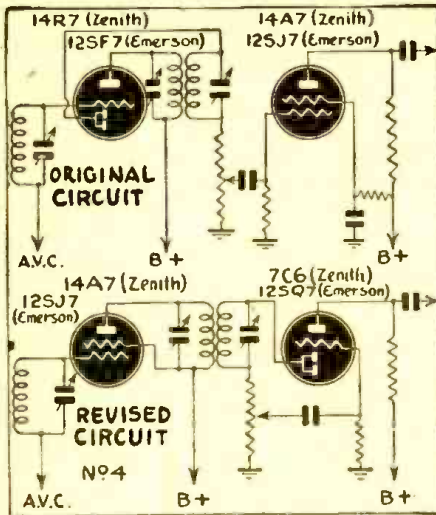 14R7 (Zenith)
12SF7 (Emerson)
14A7 (Zenith)
12SJ7 (Emerson)
ORIGINAL
CIRCUIT
A.V.C.
B+
B+
14A7 (Zenith)
12SJ7
(Emerson)
7C6 (Zenith)
12SQ7 (Emerson)
REVISED
CIRCUIT
Nº4
A.V.C.
B+
B+